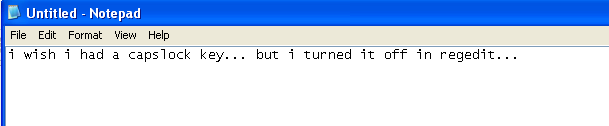 Untitled - Notepad
File Edit Format View Help
i wish i had a capslock key... but i turned it off in regedit...